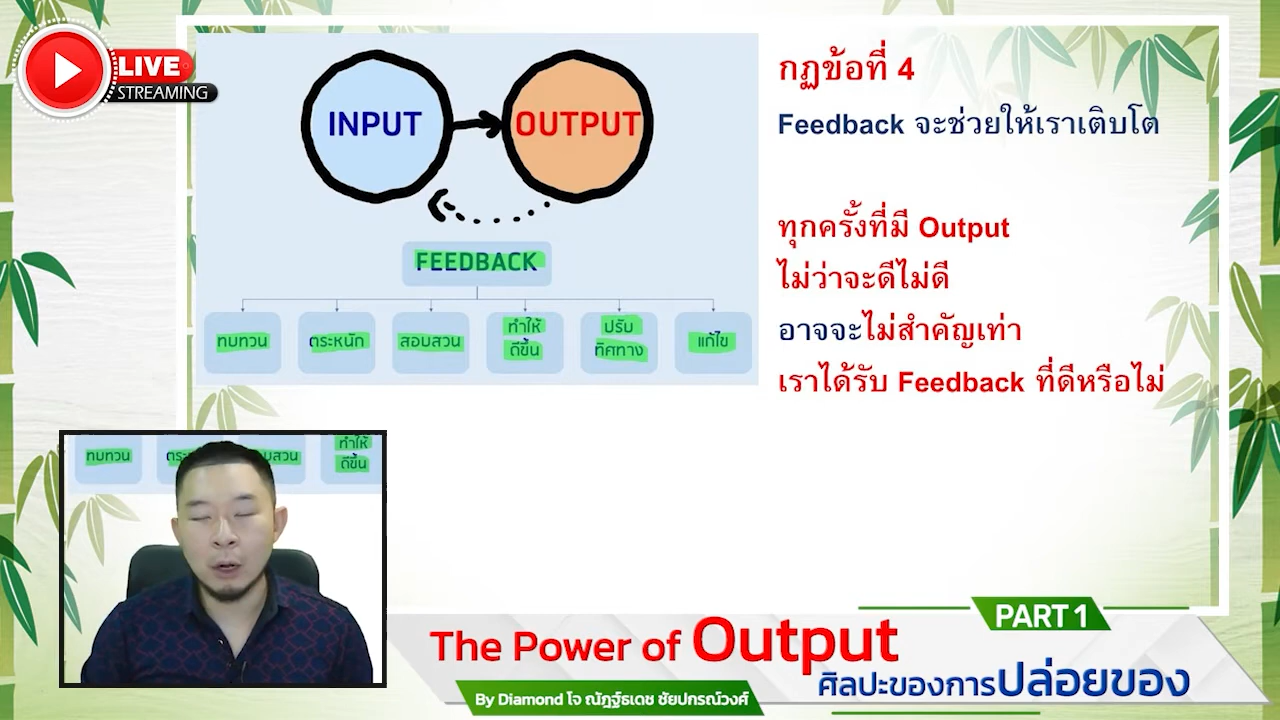 LIVE
STREAMING
INPUT
OUTPUT
FEEDBACK
ทบทวน
ตระหนัก
สอบสวน
ทำให้
ดีขึ้น
ปรับ
ทิศทาง
แก้ไข
กฏข้อที่ 4
Feedback จะช่วยให้เราเติบโต
ทุกครั้งที่มี Output
ไม่ว่าจะดีไม่ดี
อาจจะไม่สำคัญเท่า
เราได้รับ Feedback ที่ดีหรือไม่
ทบทวน
ทำให้
ดีขึ้น
PART 1
The Power of Output
ศิลปะของการปล่อยของ
By Diamond โจ ณัฏฐ์ธเดช ชัยปกรณ์วงศ์